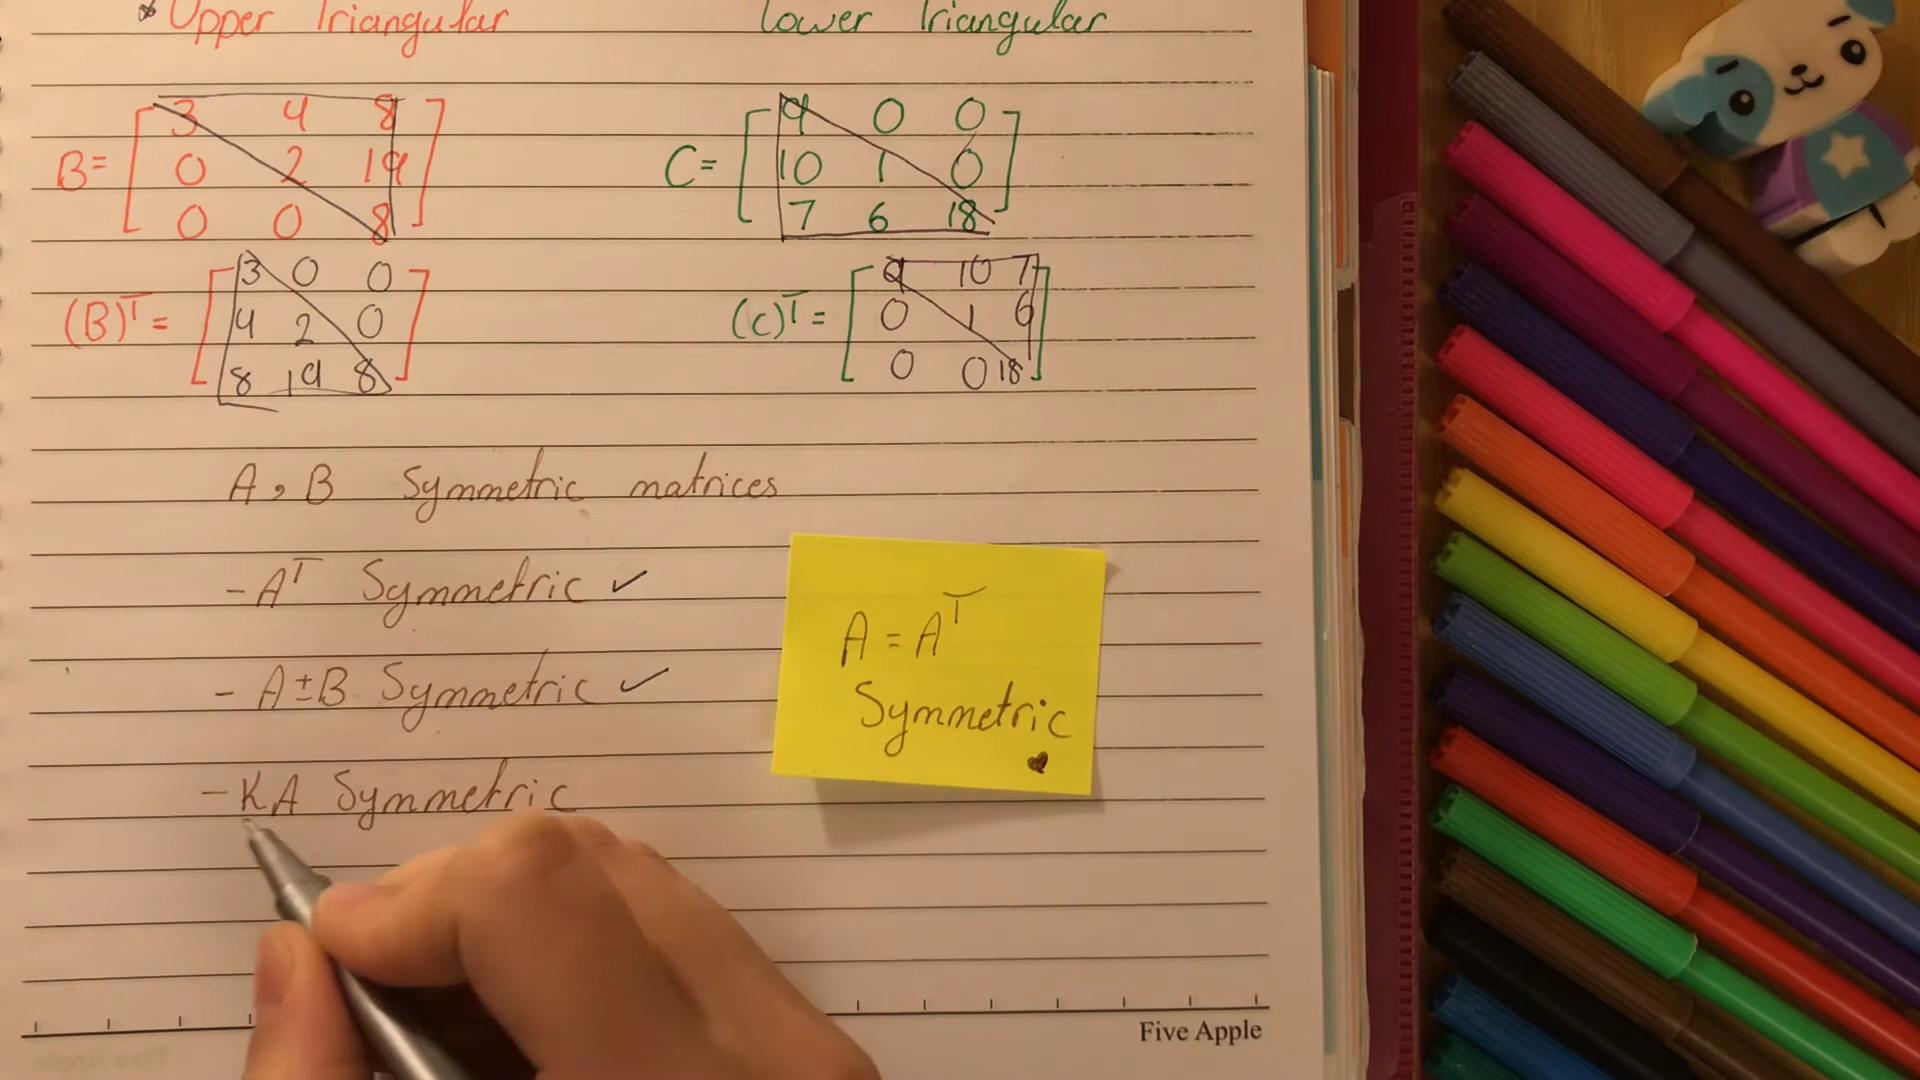 * Upper Triangular
Lower Triangular
B= [ 3 4 8
0 2 19
0 0 8 ]
C= [ 9 0 0
10 1 0
7 6 18 ]
(B)ᵀ= [ 3 0 0
4 2 0
8 19 8 ]
(C)ᵀ= [ 9 10 7
0 1 6
0 0 18 ]
A, B Symmetric matrices
- Aᵀ Symmetric ✓
- A±B Symmetric ✓
- KA Symmetric
A = Aᵀ
Symmetric
Five Apple